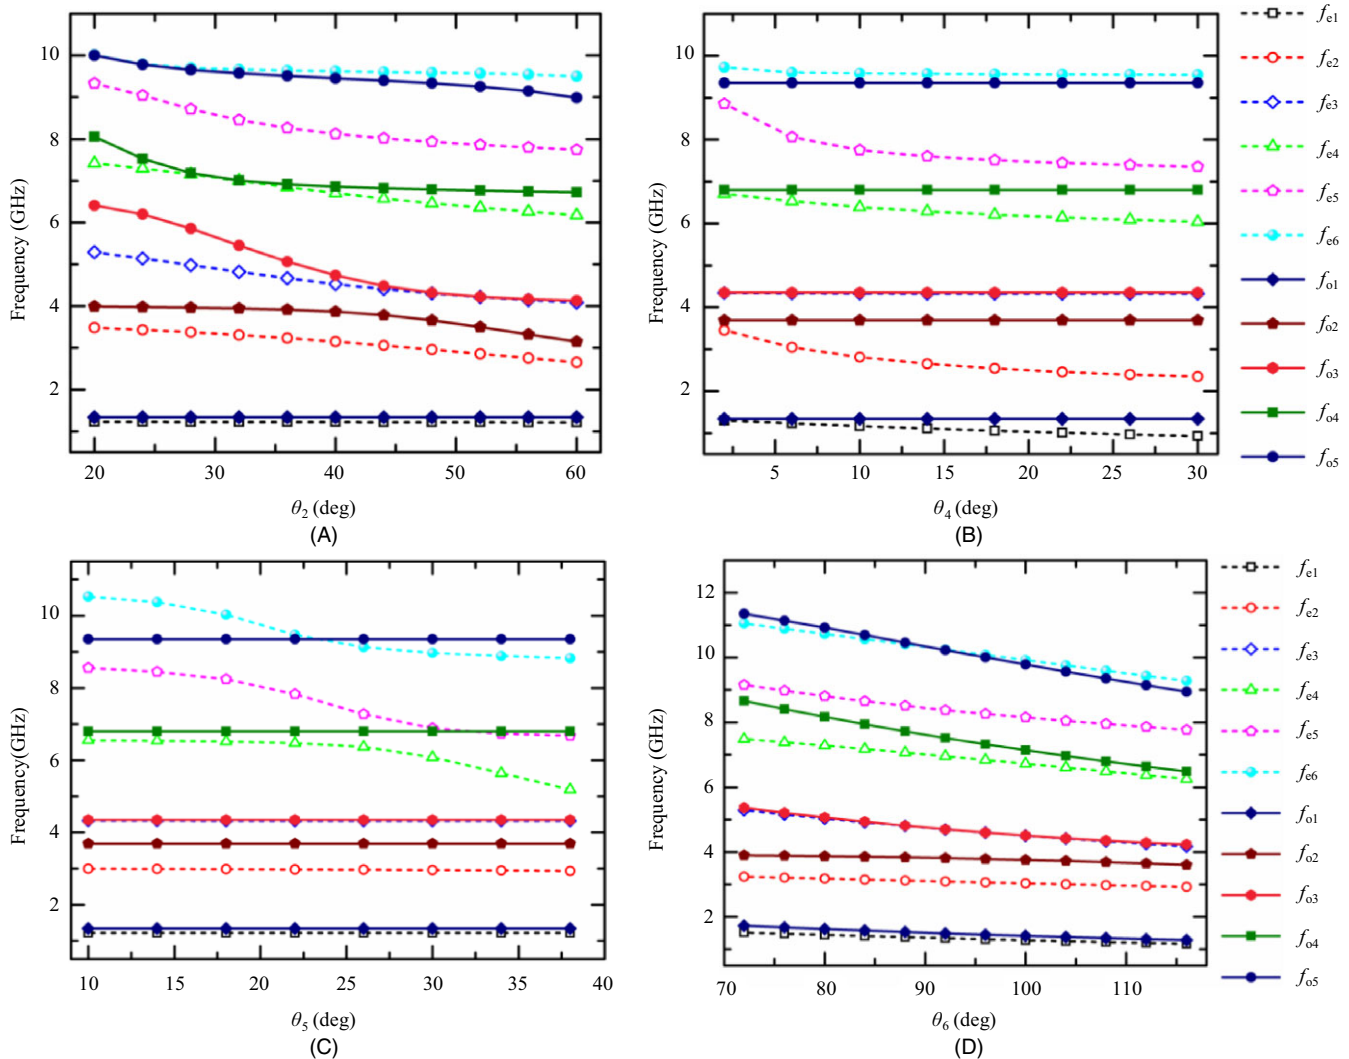 10
8
6
4
2
Frequency (GHz)
20 30 40 50 60
θ2 (deg)
(A)
10
8
6
4
2
Frequency (GHz)
5 10 15 20 25 30
θ4 (deg)
(B)
fe1
fe2
fe3
fe4
fe5
fe6
fo1
fo2
fo3
fo4
fo5
10
8
6
4
2
Frequency(GHz)
10 15 20 25 30 35 40
θ5 (deg)
(C)
12
10
8
6
4
2
Frequency (GHz)
70 80 90 100 110
θ6 (deg)
(D)
fe1
fe2
fe3
fe4
fe5
fe6
fo1
fo2
fo3
fo4
fo5